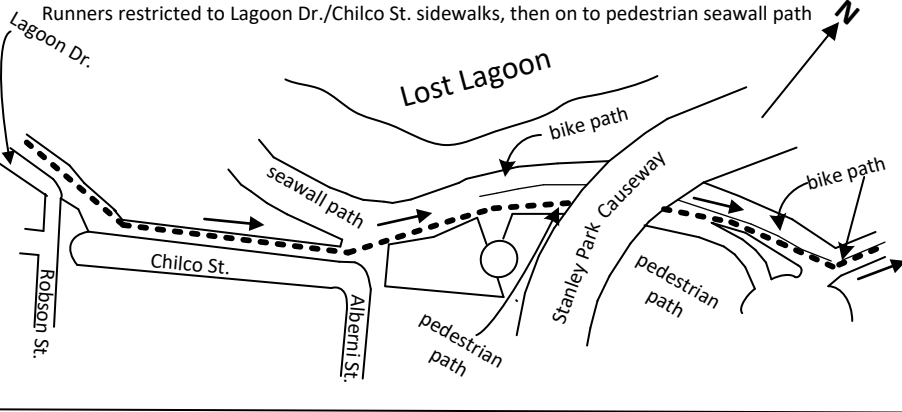 Runners restricted to Lagoon Dr./Chilco St. sidewalks, then on to pedestrian seawall path
N
Lagoon Dr.
Lost Lagoon
bike path
seawall path
Stanley Park Causeway
bike path
Chilco St.
Robson St.
Alberni St.
pedestrian
path
pedestrian
path